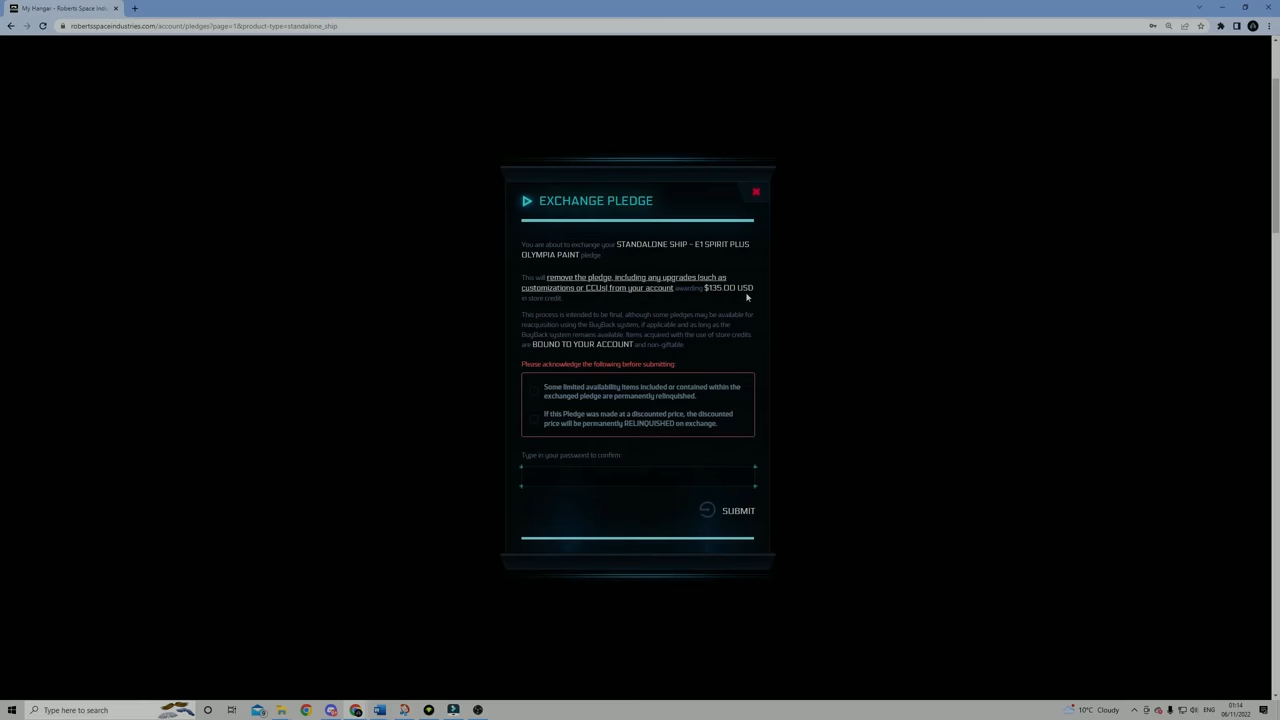 My Hangar - Roberts Space Indu
robertsspaceindustries.com/account/pledges?page=1&product-type=standalone_ship
EXCHANGE PLEDGE
You are about to exchange your STANDALONE SHIP - E1 SPIRIT PLUS
OLYMPIA PAINT pledge.
This will remove the pledge, including any upgrades (such as
customizations or CCUs) from your account awarding $135.00 USD
in store credit.
This process is intended to be final, although some pledges may be available for
reacquisition using the BuyBack system, if applicable and as long as the
BuyBack system remains available. Items acquired with the use of store credits
are BOUND TO YOUR ACCOUNT and non-giftable.
Please acknowledge the following before submitting:
Some limited availability items included or contained within the
exchanged pledge are permanently relinquished.
If this Pledge was made at a discounted price, the discounted
price will be permanently RELINQUISHED on exchange.
Type in your password to confirm:
SUBMIT
Type here to search
10°C Cloudy
ENG
01:14
06/11/2022